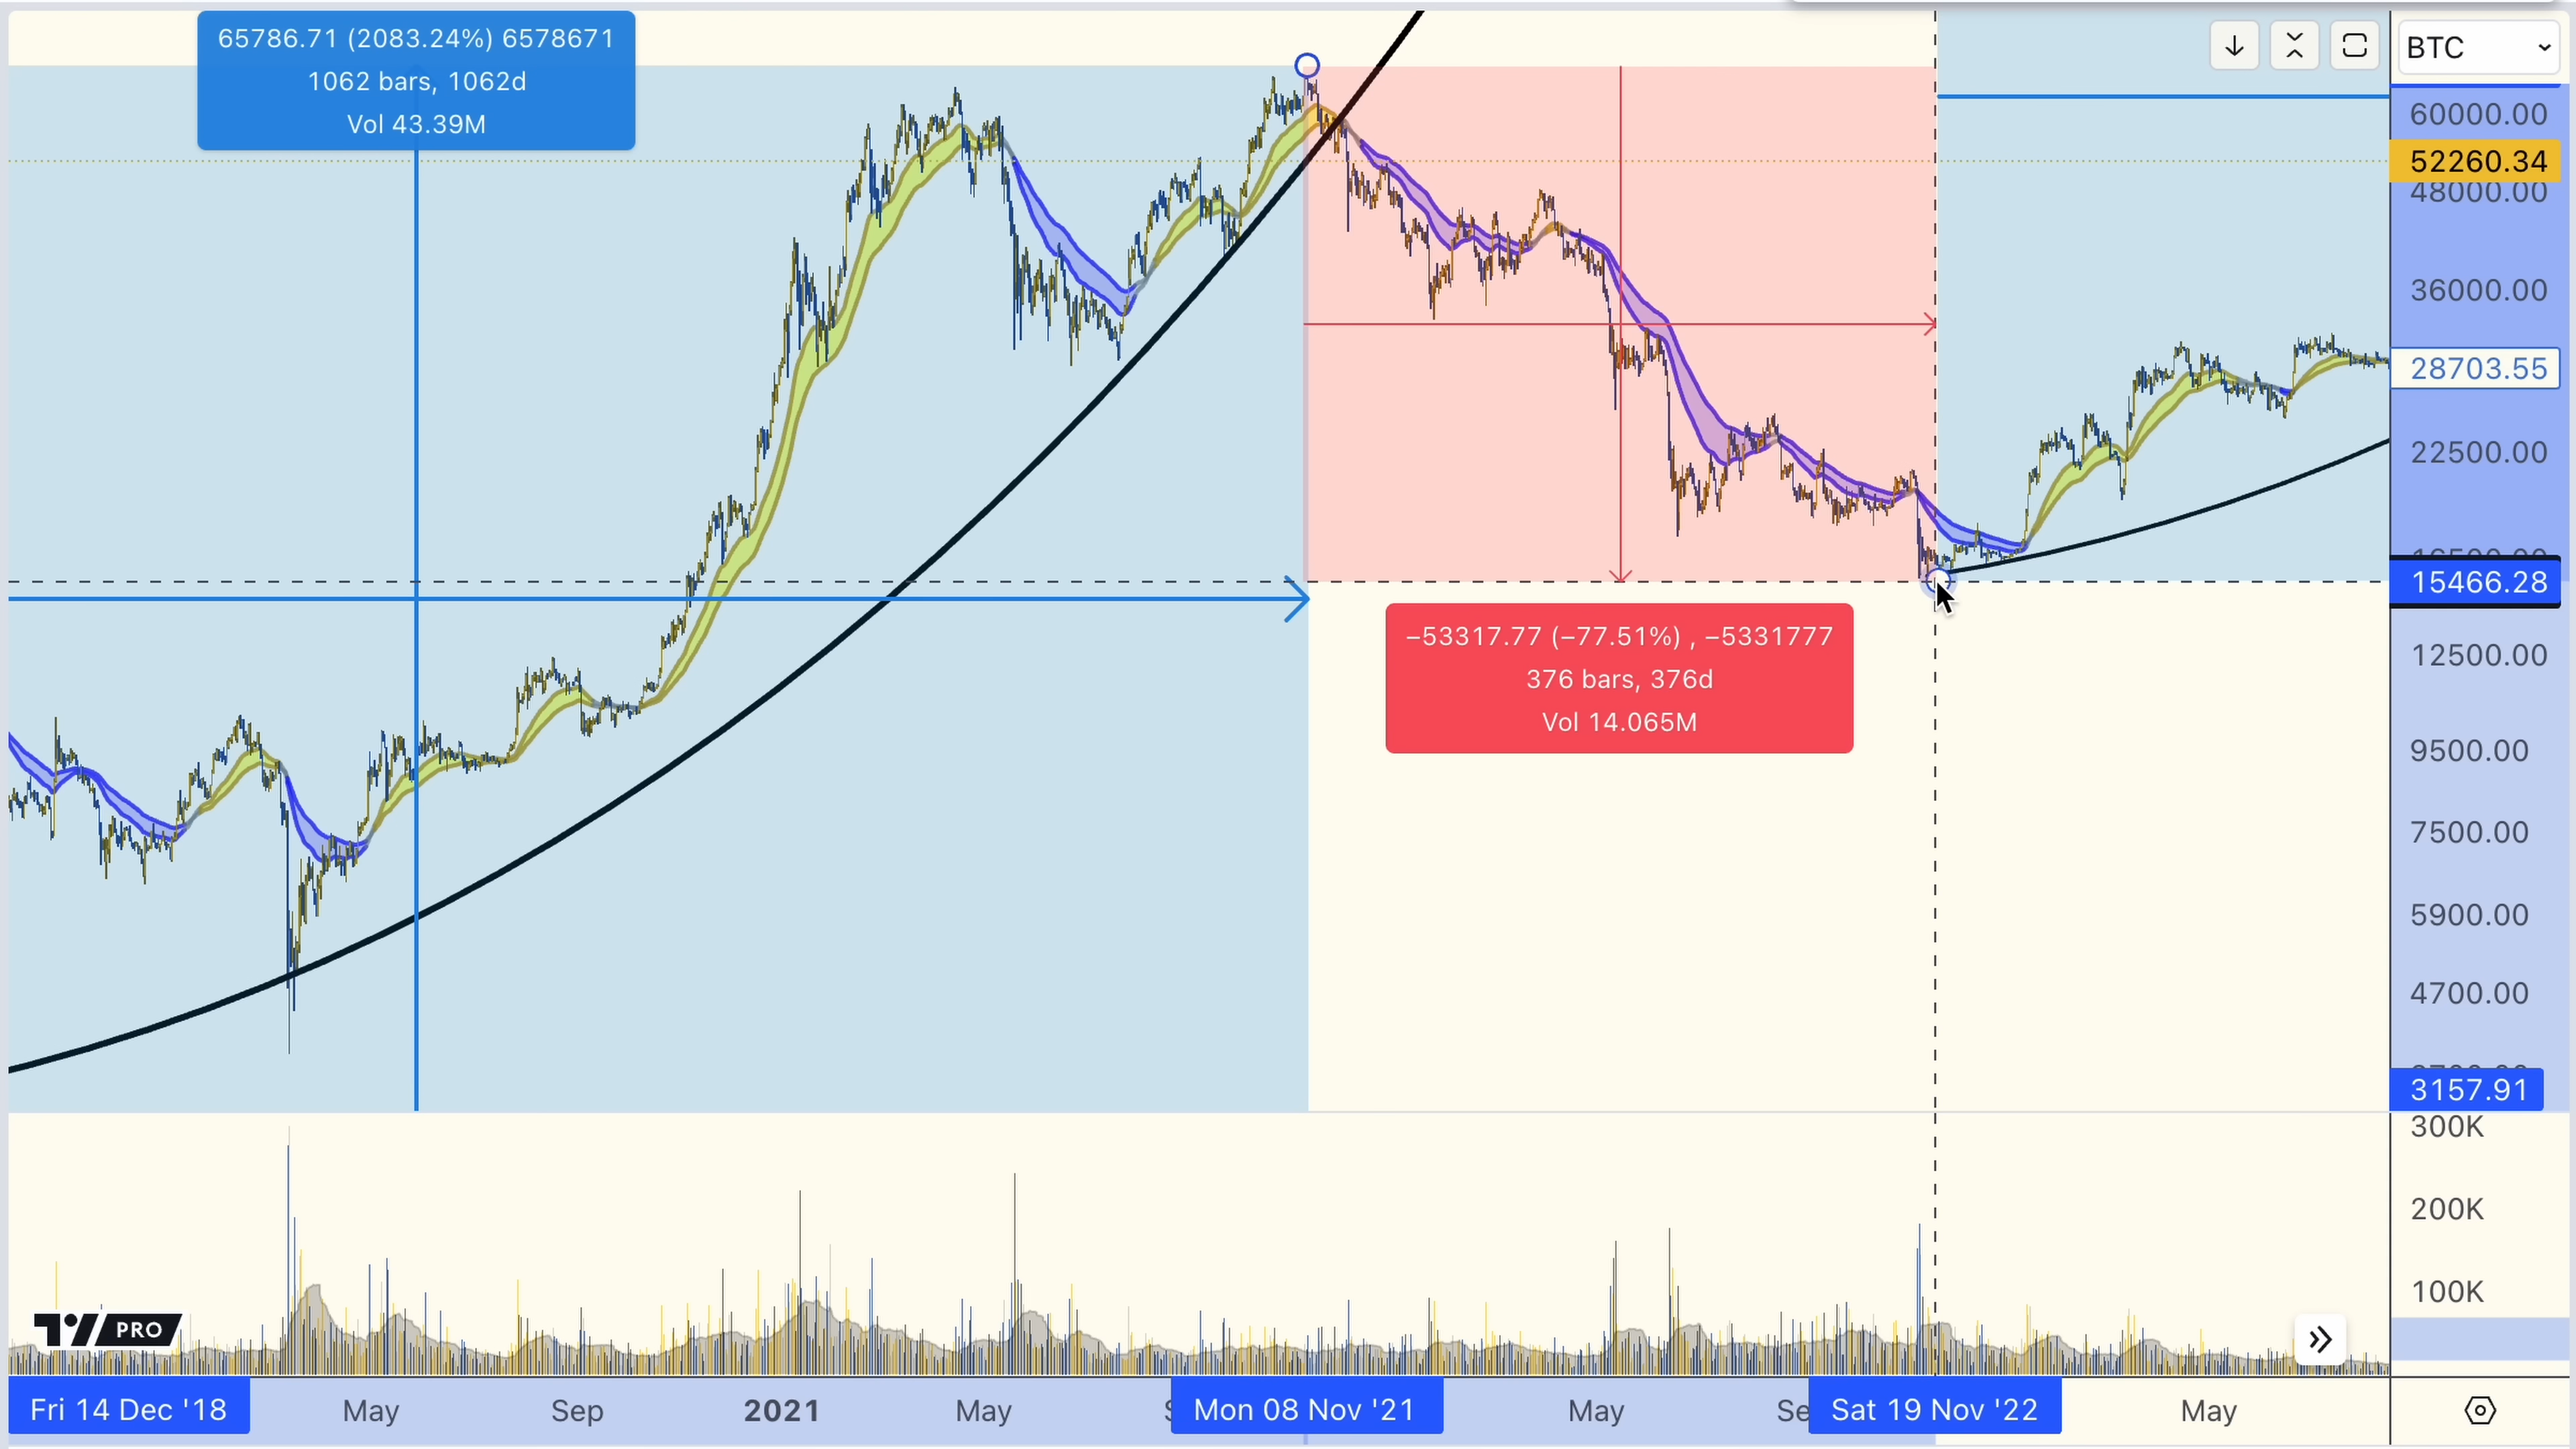 65786.71 (2083.24%) 6578671
1062 bars, 1062d
Vol 43.39M
BTC
60000.00
52260.34
48000.00
36000.00
28703.55
22500.00
15466.28
−53317.77 (−77.51%) , −5331777
376 bars, 376d
Vol 14.065M
12500.00
9500.00
7500.00
5900.00
4700.00
3157.91
300K
200K
100K
PRO
Fri 14 Dec '18
May
Sep
2021
May
Mon 08 Nov '21
May
Se
Sat 19 Nov '22
May